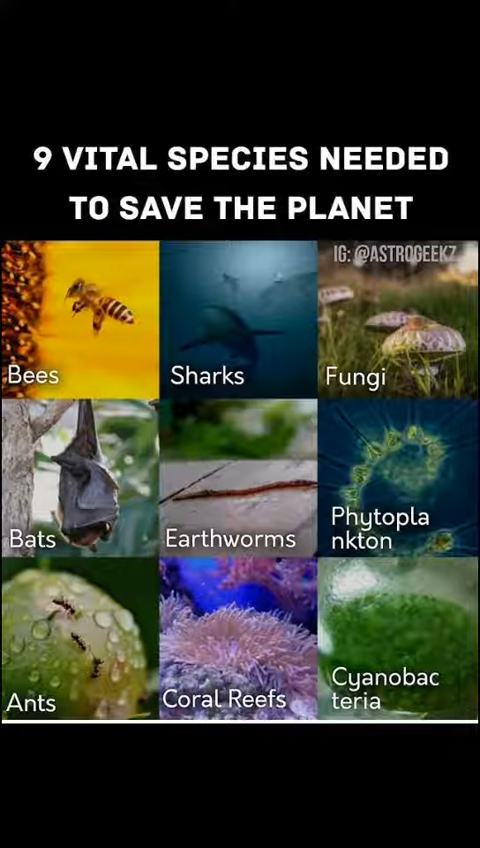 9 VITAL SPECIES NEEDED
TO SAVE THE PLANET
IG: @ASTROGEEKZ
Bees
Sharks
Fungi
Bats
Earthworms
Phytopla
nkton
Ants
Coral Reefs
Cyanobac
teria